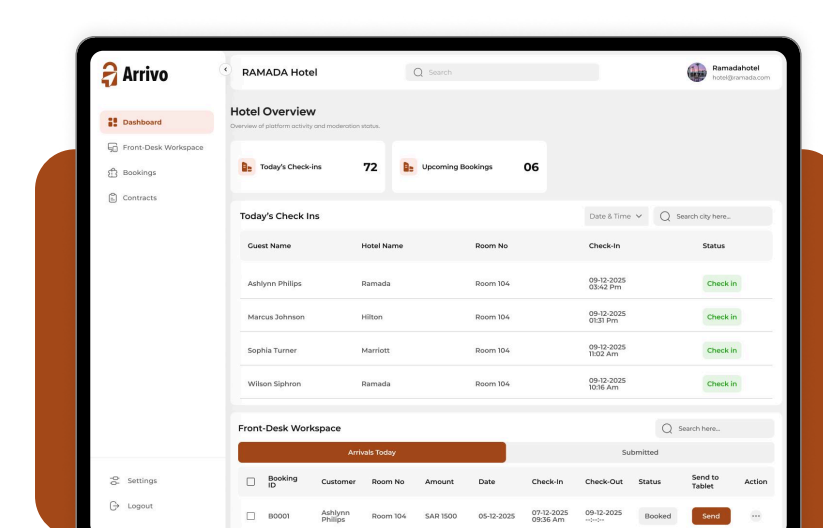 Arrivo
RAMADA Hotel
Search
Ramadahotel
hotel@ramada.com
Dashboard
Front-Desk Workspace
Bookings
Contracts
Settings
Logout
Hotel Overview
Overview of platform activity and moderation status.
Today's Check-ins 72
Upcoming Bookings 06
Today's Check Ins
Date & Time
Search city here...
Guest Name Hotel Name Room No Check-In Status
Ashlynn Philips Ramada Room 104 09-12-2025 03:42 Pm Check in
Marcus Johnson Hilton Room 104 09-12-2025 01:31 Pm Check in
Sophia Turner Marriott Room 104 09-12-2025 11:02 Am Check in
Wilson Siphron Ramada Room 104 09-12-2025 10:16 Am Check in
Front-Desk Workspace
Search here...
Arrivals Today
Submitted
Booking ID Customer Room No Amount Date Check-In Check-Out Status Send to Tablet Action
B0001 Ashlynn Philips Room 104 SAR 1500 05-12-2025 07-12-2025 09:36 Am 09-12-2025 --:--:-- Booked Send ...